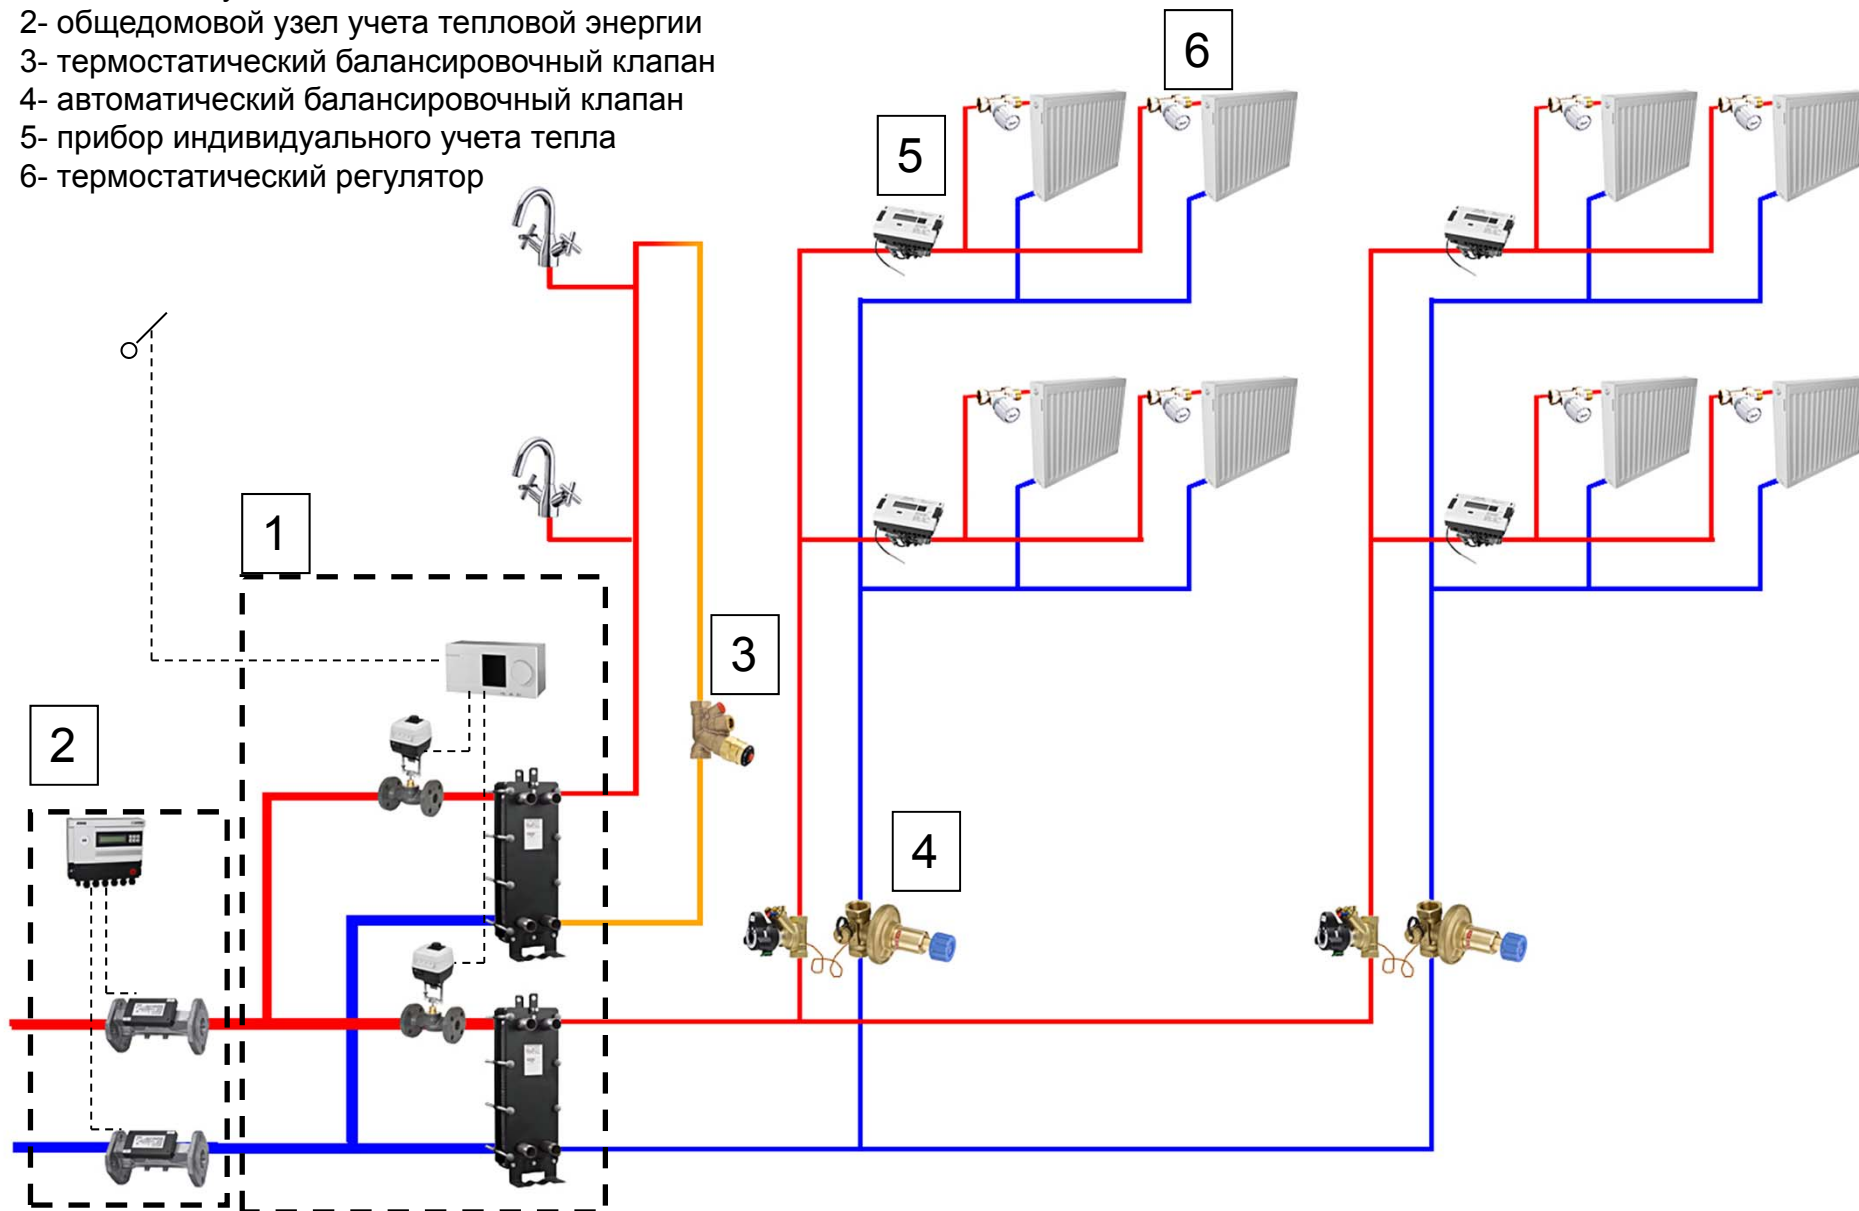 2- общедомовой узел учета тепловой энергии
3- термостатический балансировочный клапан
4- автоматический балансировочный клапан
5- прибор индивидуального учета тепла
6- термостатический регулятор
6
5
1
3
2
4